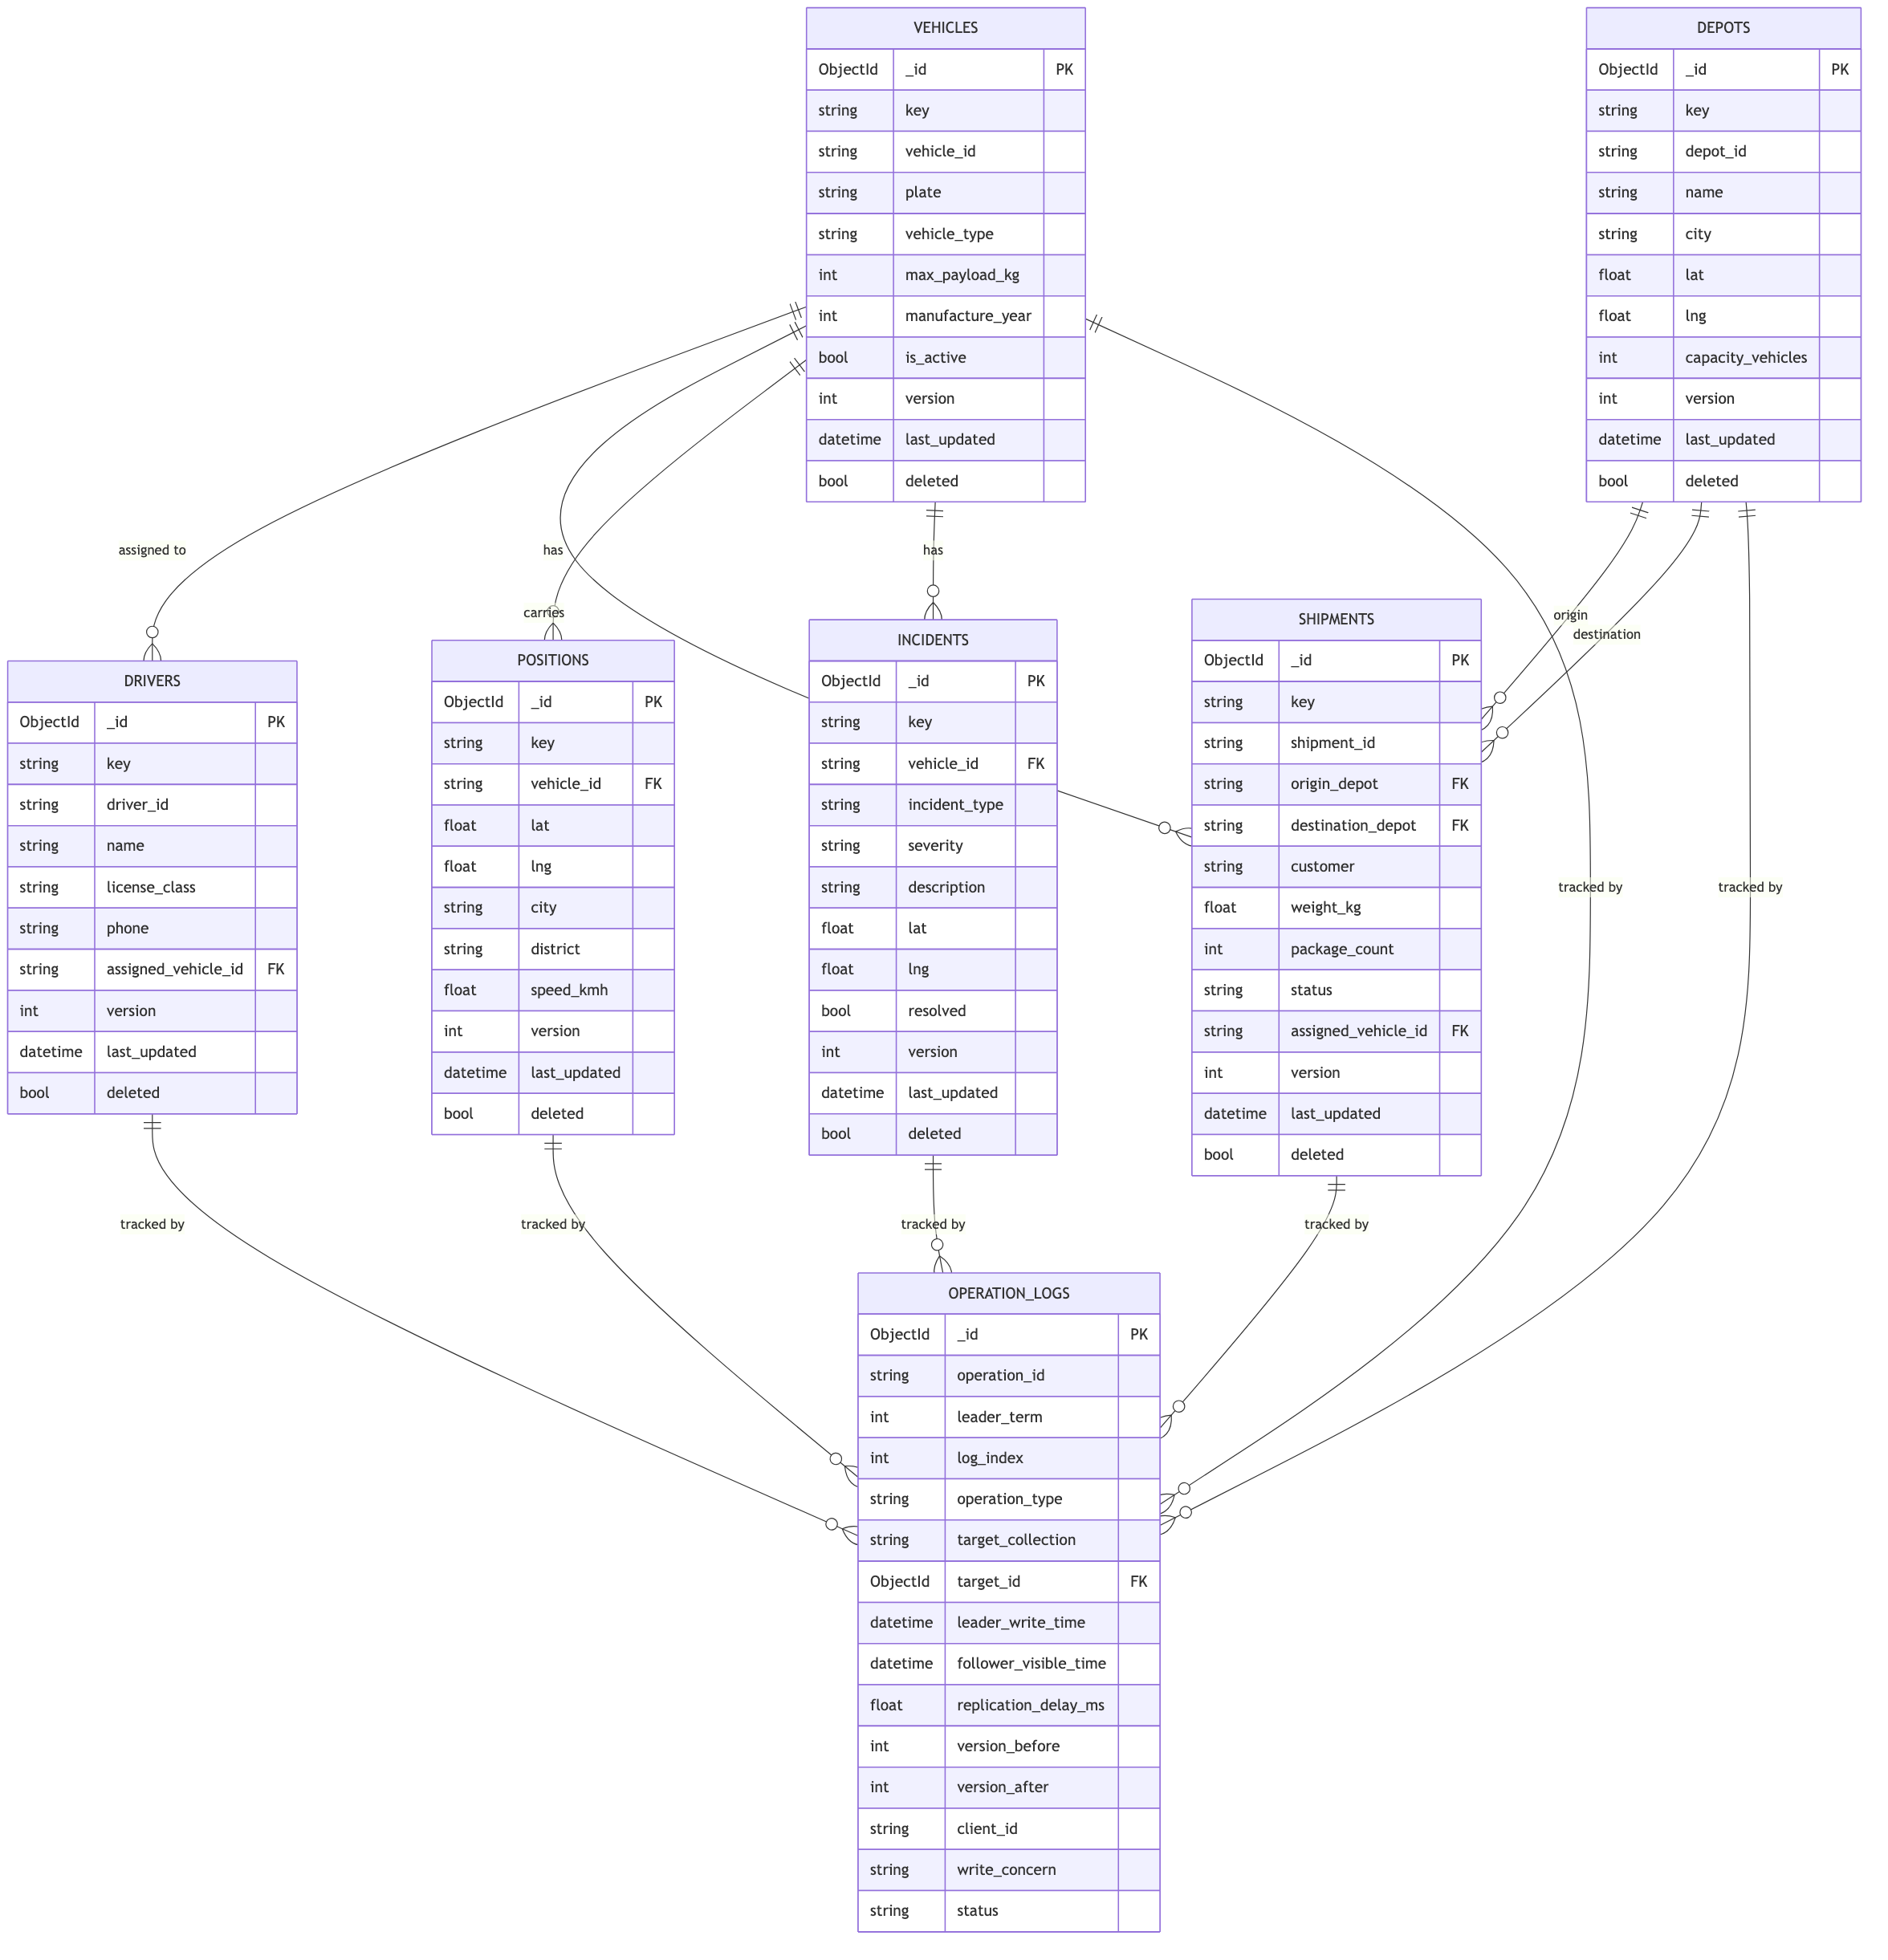 VEHICLES
ObjectId _id PK
string key
string vehicle_id
string plate
string vehicle_type
int max_payload_kg
int manufacture_year
bool is_active
int version
datetime last_updated
bool deleted
DEPOTS
ObjectId _id PK
string key
string depot_id
string name
string city
float lat
float lng
int capacity_vehicles
int version
datetime last_updated
bool deleted
assigned to
has
has
carries
origin
destination
DRIVERS
ObjectId _id PK
string key
string driver_id
string name
string license_class
string phone
string assigned_vehicle_id FK
int version
datetime last_updated
bool deleted
POSITIONS
ObjectId _id PK
string key
string vehicle_id FK
float lat
float lng
string city
string district
float speed_kmh
int version
datetime last_updated
bool deleted
INCIDENTS
ObjectId _id PK
string key
string vehicle_id FK
string incident_type
string severity
string description
float lat
float lng
bool resolved
int version
datetime last_updated
bool deleted
SHIPMENTS
ObjectId _id PK
string key
string shipment_id
string origin_depot FK
string destination_depot FK
string customer
float weight_kg
int package_count
string status
string assigned_vehicle_id FK
int version
datetime last_updated
bool deleted
tracked by
tracked by
tracked by
tracked by
tracked by
tracked by
OPERATION_LOGS
ObjectId _id PK
string operation_id
int leader_term
int log_index
string operation_type
string target_collection
ObjectId target_id FK
datetime leader_write_time
datetime follower_visible_time
float replication_delay_ms
int version_before
int version_after
string client_id
string write_concern
string status